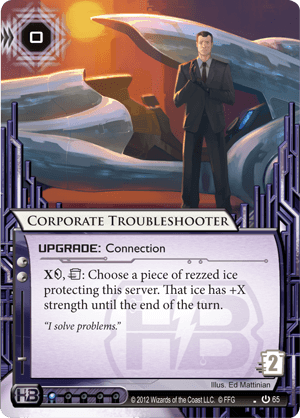 0
CORPORATE TROUBLESHOOTER
UPGRADE: Connection
X, : Choose a piece of rezzed ice
protecting this server. That ice has +X
strength until the end of the turn.
"I solve problems."
2
Illus. Ed Mattinian
HB
© 2012 Wizards of the Coast LLC. © FFG
65